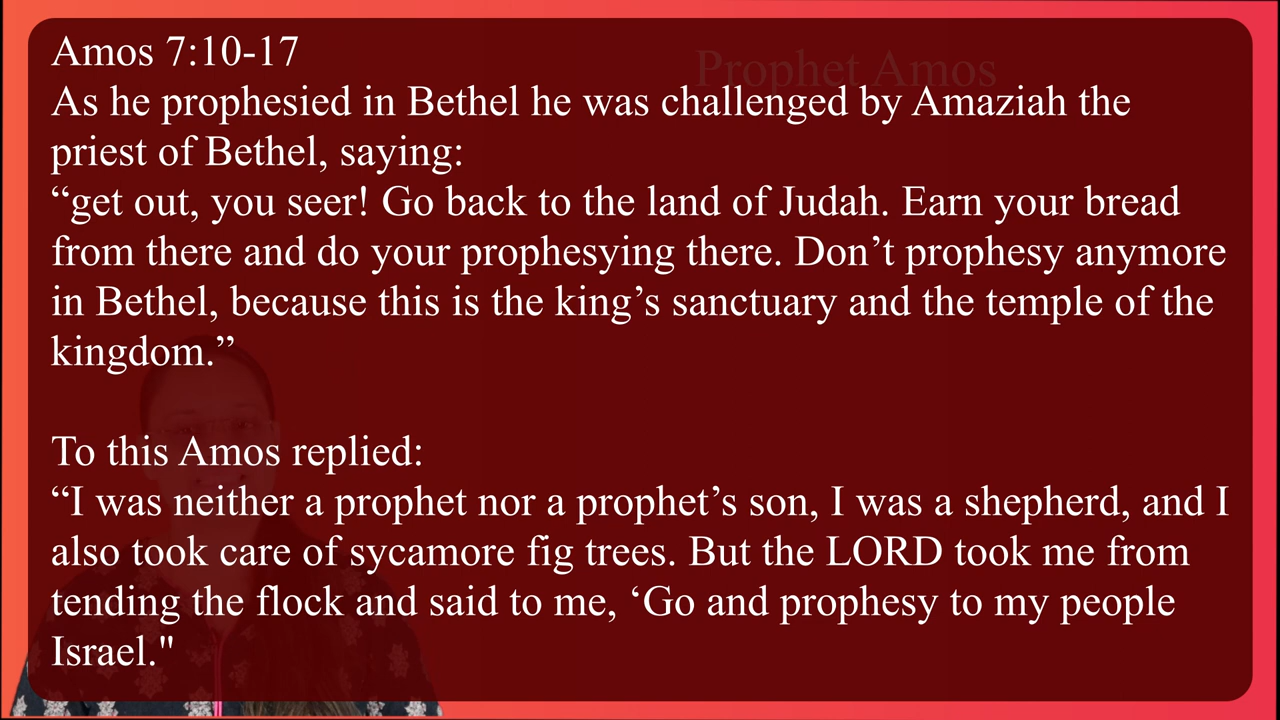 Prophet Amos
Amos 7:10-17
As he prophesied in Bethel he was challenged by Amaziah the
priest of Bethel, saying:
“get out, you seer! Go back to the land of Judah. Earn your bread
from there and do your prophesying there. Don’t prophesy anymore
in Bethel, because this is the king’s sanctuary and the temple of the
kingdom.”
To this Amos replied:
“I was neither a prophet nor a prophet’s son, I was a shepherd, and I
also took care of sycamore fig trees. But the LORD took me from
tending the flock and said to me, ‘Go and prophesy to my people
Israel."